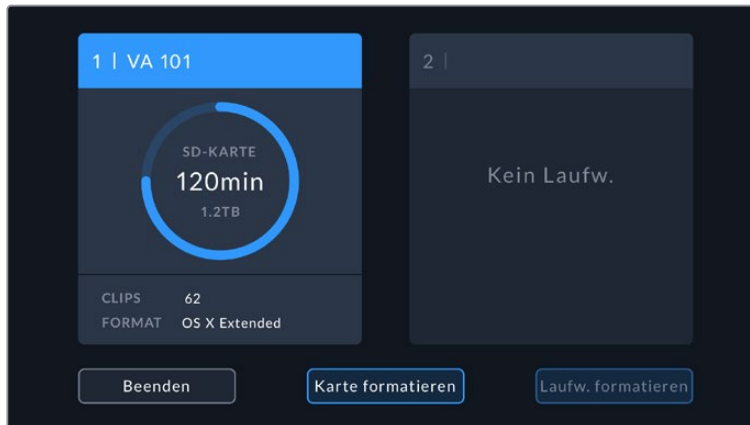 1 | VA 101
SD-KARTE
120min
1.2TB
CLIPS 62
FORMAT OS X Extended
2 |
Kein Laufw.
Beenden
Karte formatieren
Laufw. formatieren